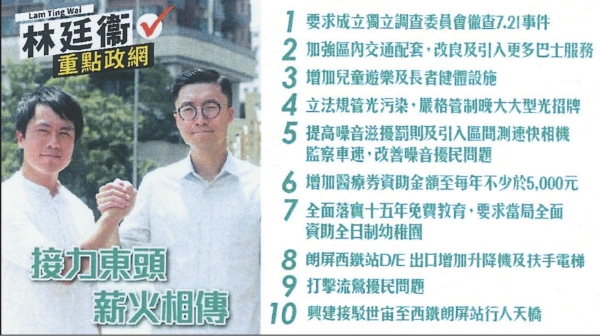 Lam Ting Wai
林廷衞
重點政網
接力東頭
薪火相傳
1 要求成立獨立調查委員會徹查7.21事件
2 加強區內交通配套，改良及引入更多巴士服務
3 增加兒童遊樂及長者健體設施
4 立法規管光污染，嚴格管制晚大大型光招牌
5 提高噪音滋擾罰則及引入區間測速快相機
監察車速，改善噪音擾民問題
6 增加醫療券資助金額至每年不少於5,000元
7 全面落實十五年免費教育，要求當局全面
資助全日制幼稚園
8 朗屏西鐵站D/E 出口增加升降機及扶手電梯
9 打擊流鶯擾民問題
10 興建接駁世宙至西鐵朗屏站行人天橋